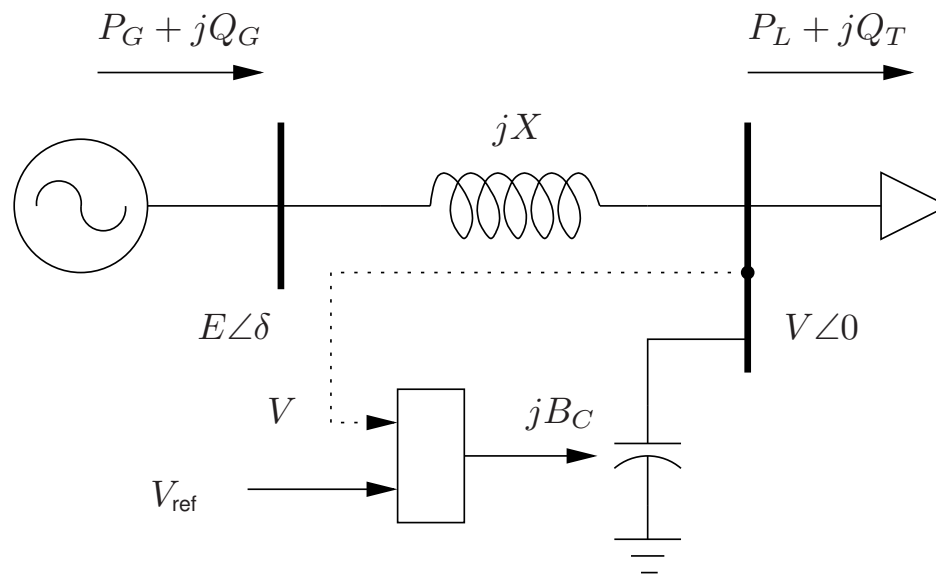 P_G + jQ_G
P_L + jQ_T
jX
E∠δ
V∠0
V
jB_C
V_ref